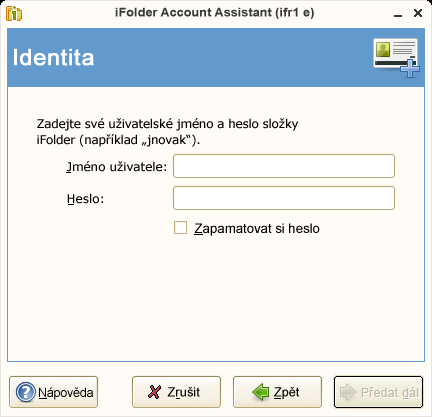 iFolder Account Assistant (ifr1 e)
Identita
Zadejte své uživatelské jméno a heslo složky
iFolder (například „jnovak“).
Jméno uživatele:
Heslo:
Zapamatovat si heslo
Nápověda
Zrušit
Zpět
Předat dál